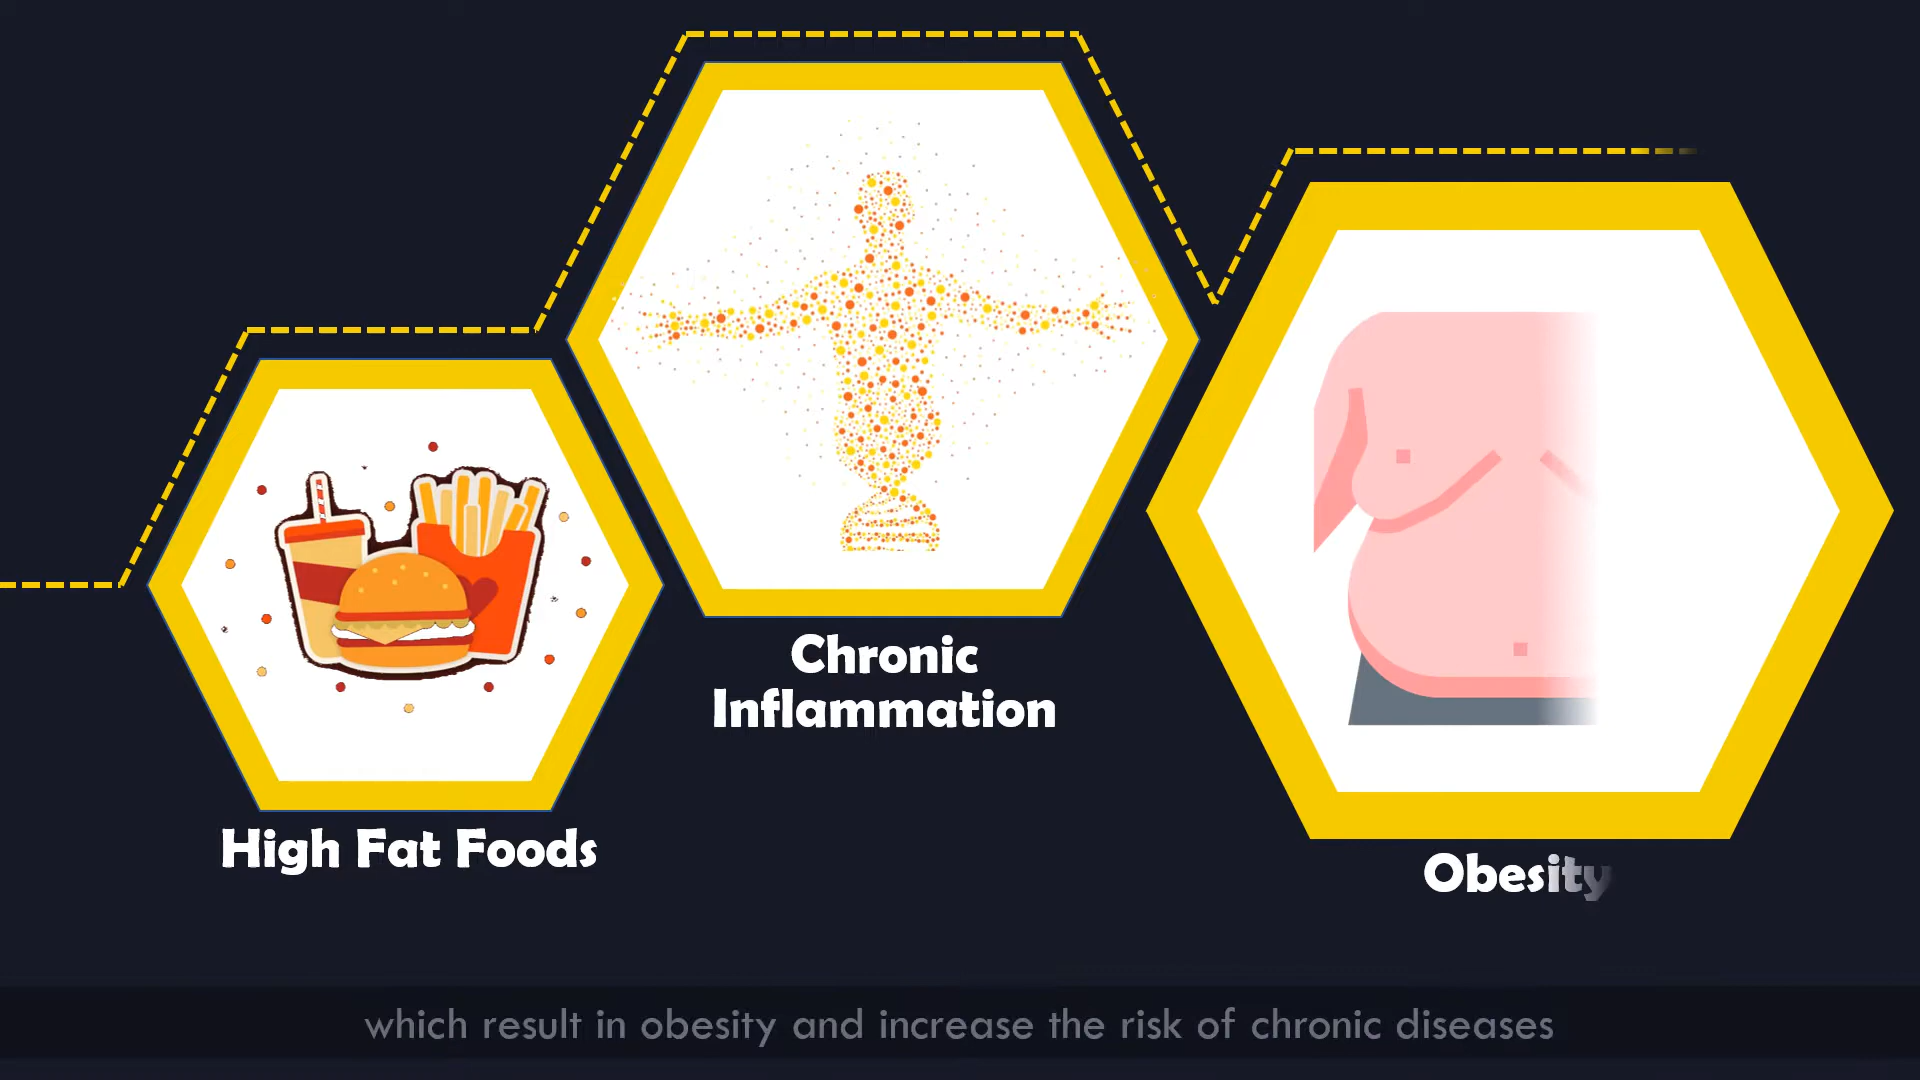 Chronic
Inflammation
High Fat Foods
Obesity
which result in obesity and increase the risk of chronic diseases